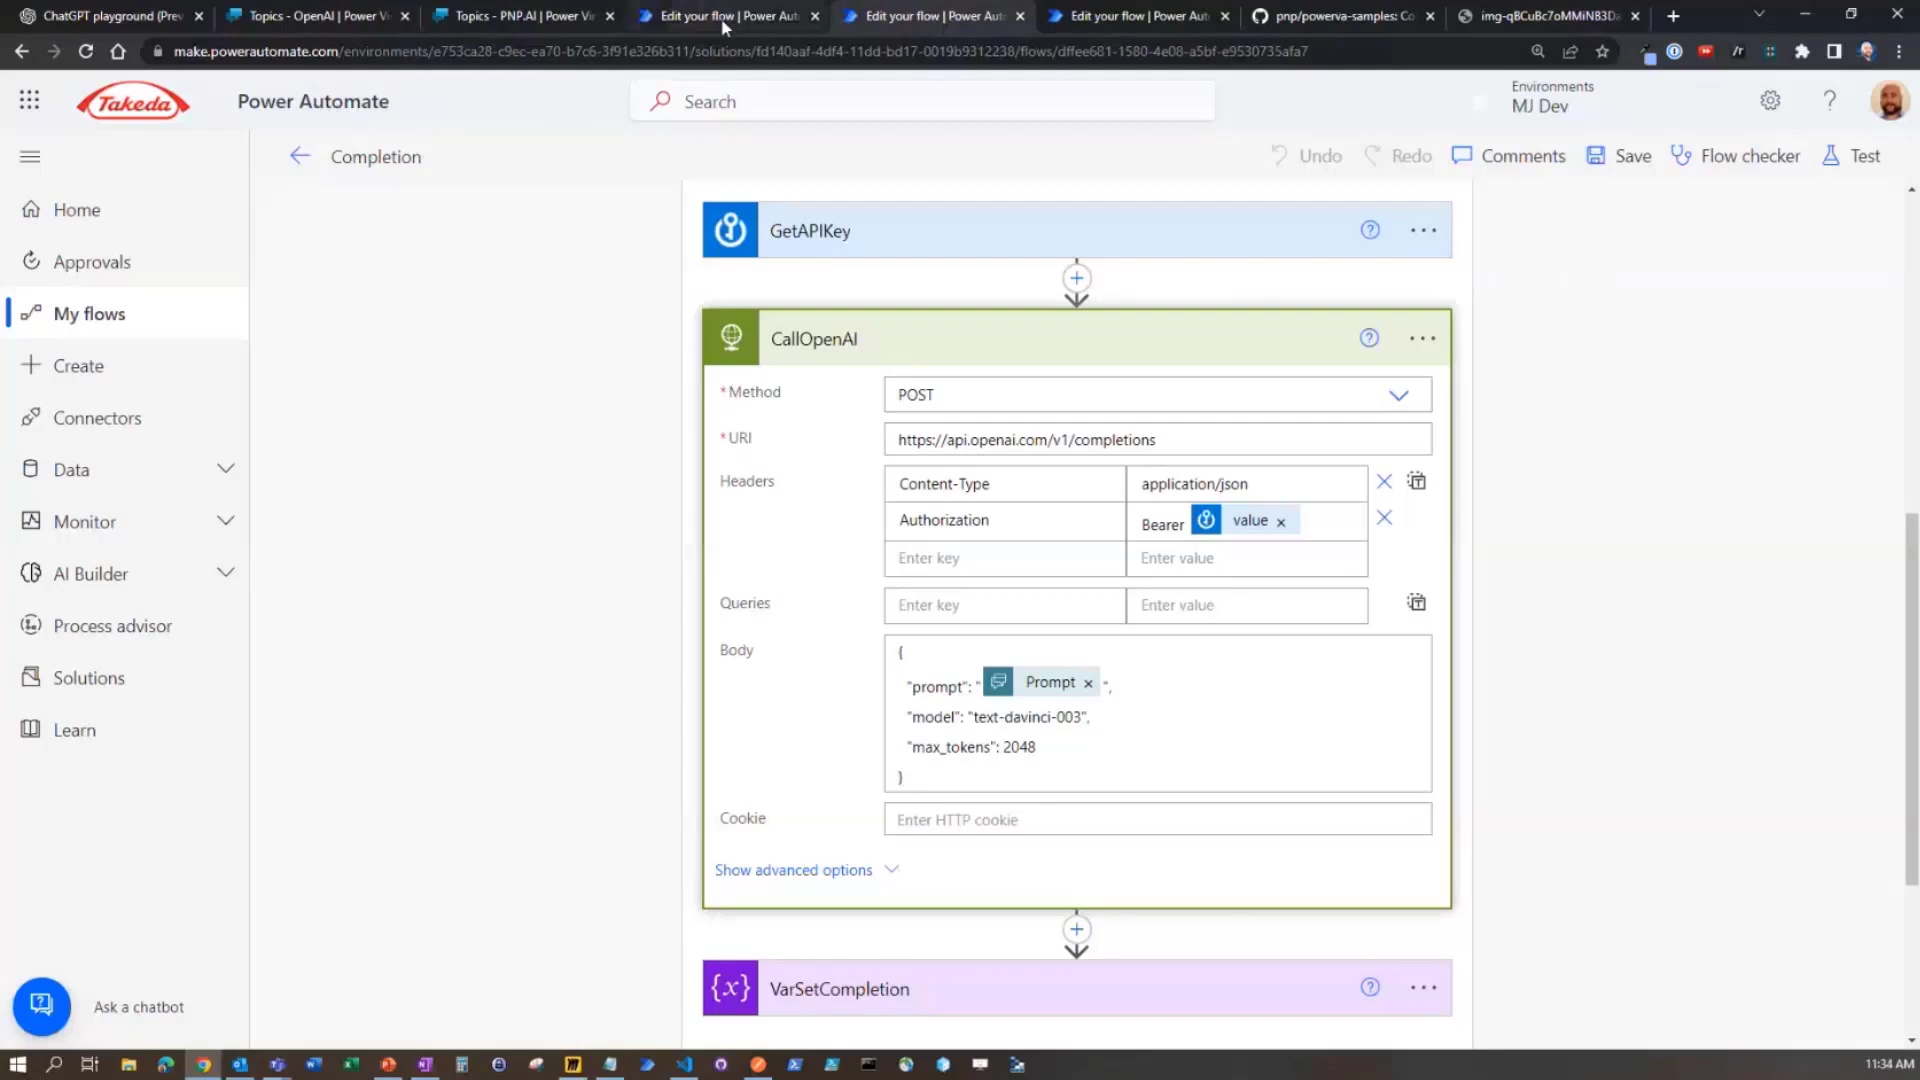 ChatGPT playground (Prev
Topics - OpenAI | Power Vi
Topics - PNP.AI | Power Vir
Edit your flow | Power Aut
Edit your flow | Power Aut
Edit your flow | Power Aut
pnp/powerva-samples: Co
img-qBCuBc7oMMiN83D
make.powerautomate.com/environments/e753ca28-c9ec-ea70-b7c6-3f91e326b311/solutions/fd140aaf-4df4-11dd-bd17-0019b9312238/flows/dffee681-1580-4e08-a5bf-e9530735afa7
Takeda
Power Automate
Search
Environments
MJ Dev
Completion
Undo
Redo
Comments
Save
Flow checker
Test
Home
Approvals
My flows
Create
Connectors
Data
Monitor
AI Builder
Process advisor
Solutions
Learn
Ask a chatbot
GetAPIKey
CallOpenAI
* Method
POST
* URI
https://api.openai.com/v1/completions
Headers
Content-Type
application/json
Authorization
Bearer value
Enter key
Enter value
Queries
Enter key
Enter value
Body
{
"prompt": " Prompt ",
"model": "text-davinci-003",
"max_tokens": 2048
}
Cookie
Enter HTTP cookie
Show advanced options
{x} VarSetCompletion
11:34 AM